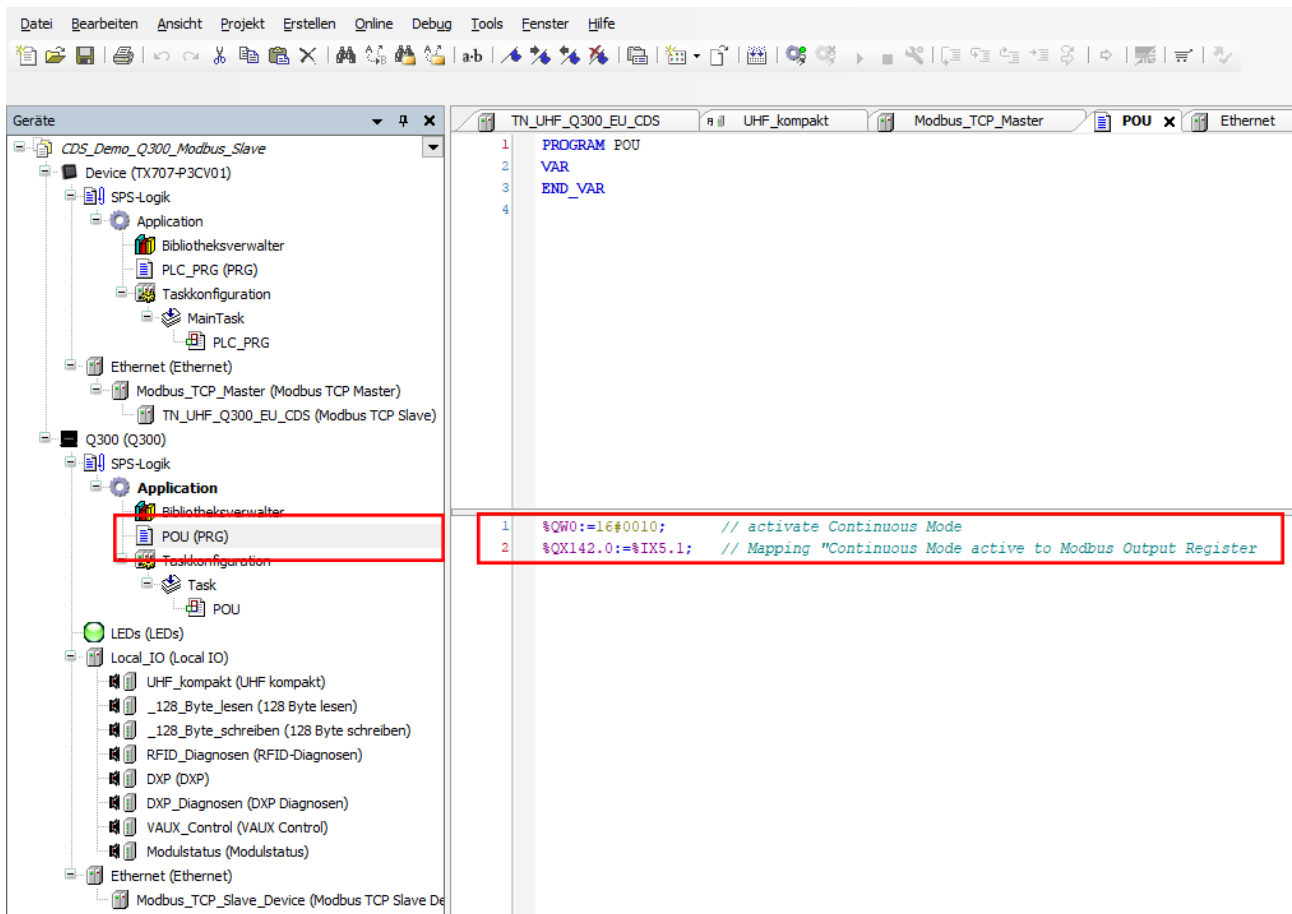 Datei Bearbeiten Ansicht Projekt Erstellen Online Debug Tools Fenster Hilfe
Geräte
CDS_Demo_Q300_Modbus_Slave
Device (TX707-P3CV01)
SPS-Logik
Application
Bibliotheksverwalter
PLC_PRG (PRG)
Taskkonfiguration
MainTask
PLC_PRG
Ethernet (Ethernet)
Modbus_TCP_Master (Modbus TCP Master)
TN_UHF_Q300_EU_CDS (Modbus TCP Slave)
Q300 (Q300)
SPS-Logik
Application
Bibliotheksverwalter
POU (PRG)
Taskkonfiguration
Task
POU
LEDs (LEDs)
Local_IO (Local IO)
UHF_kompakt (UHF kompakt)
_128_Byte_lesen (128 Byte lesen)
_128_Byte_schreiben (128 Byte schreiben)
RFID_Diagnosen (RFID-Diagnosen)
DXP (DXP)
DXP_Diagnosen (DXP Diagnosen)
VAUX_Control (VAUX Control)
Modulstatus (Modulstatus)
Ethernet (Ethernet)
Modbus_TCP_Slave_Device (Modbus TCP Slave De
TN_UHF_Q300_EU_CDS UHF_kompakt Modbus_TCP_Master POU Ethernet
1 PROGRAM POU
2 VAR
3 END_VAR
4
1 %QW0:=16#0010; // activate Continuous Mode
2 %QX142.0:=%IX5.1; // Mapping "Continuous Mode active to Modbus Output Register